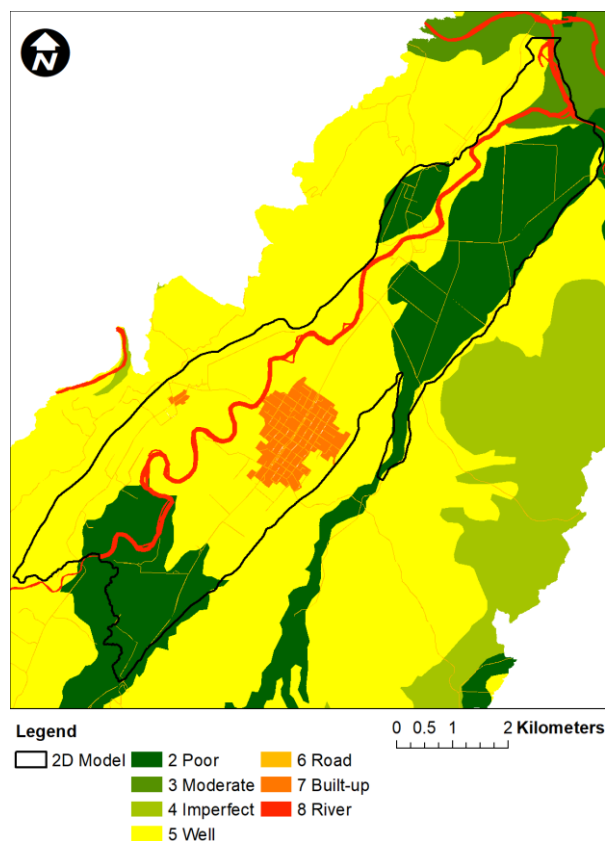 N
Legend
0 0.5 1 2 Kilometers
2D Model
2 Poor
3 Moderate
4 Imperfect
5 Well
6 Road
7 Built-up
8 River